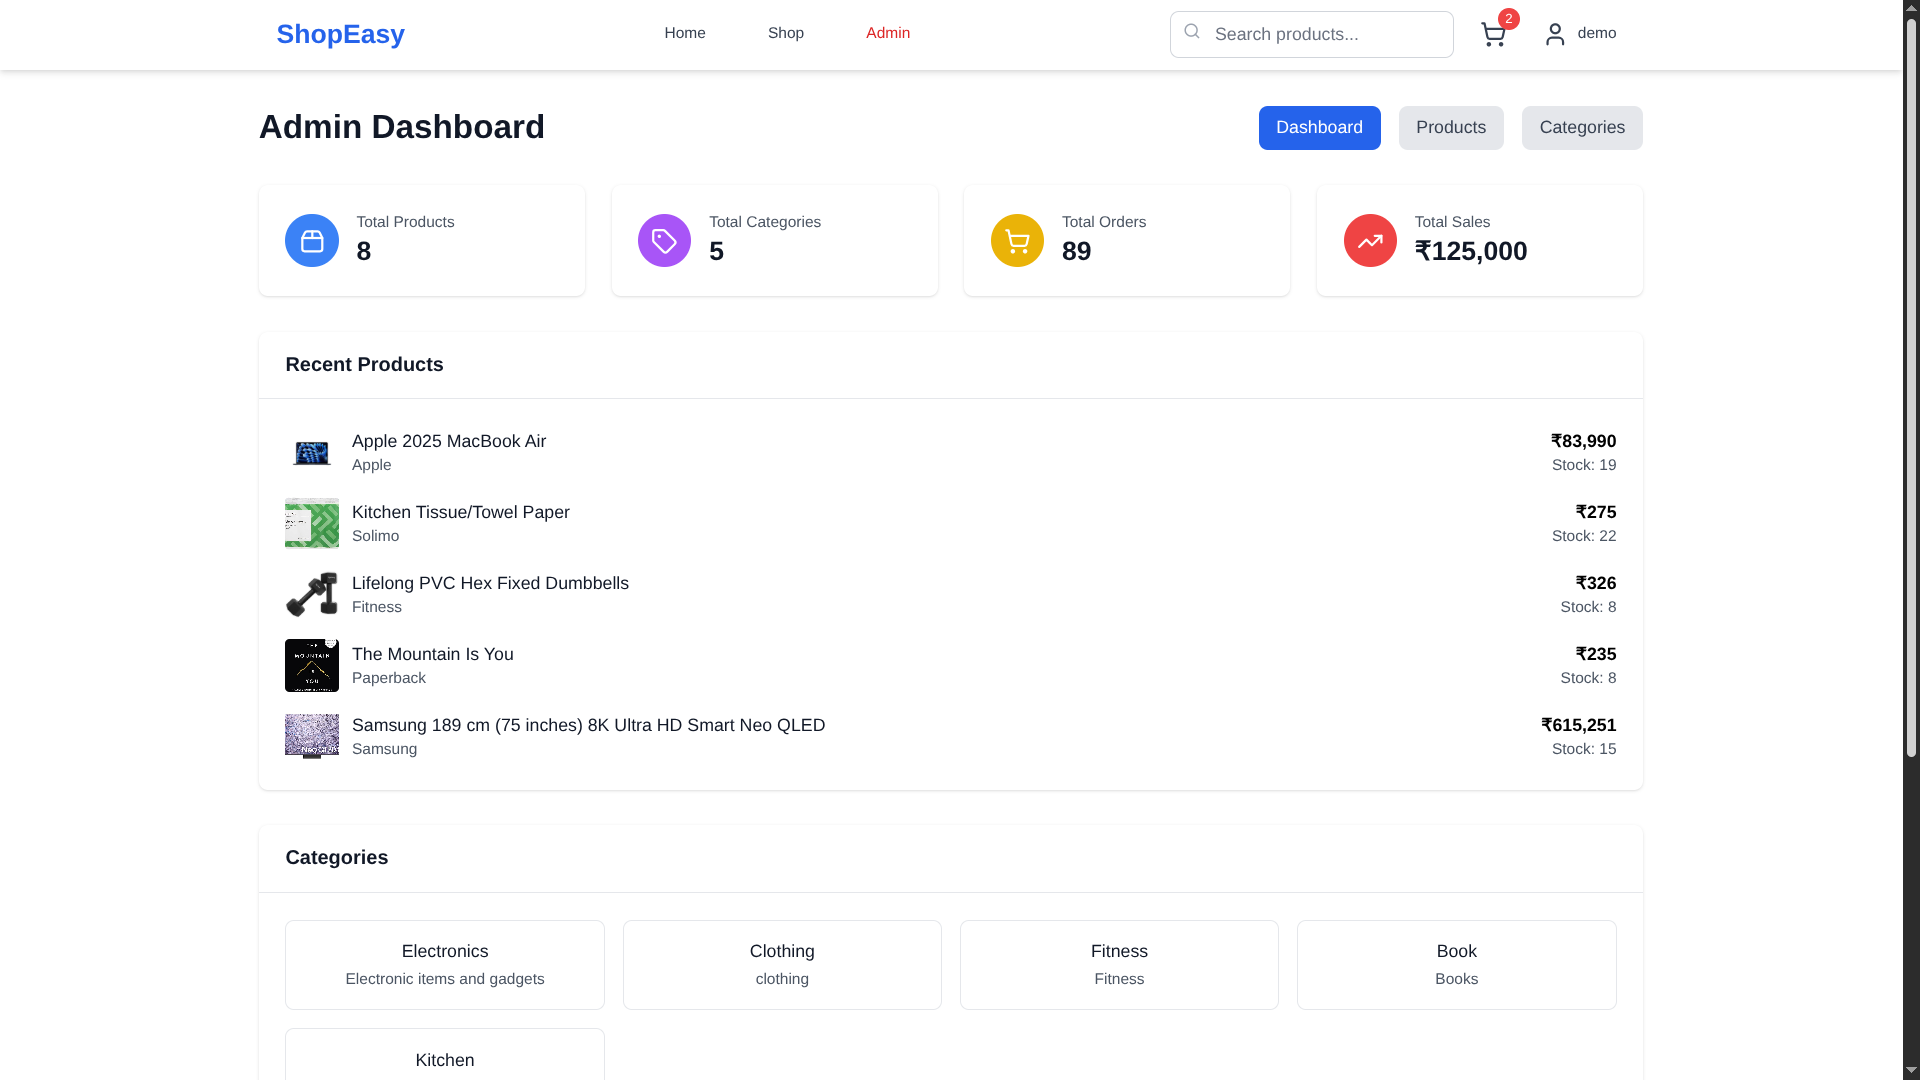 ShopEasy
Home
Shop
Admin
Search products...
2
demo
Admin Dashboard
Dashboard
Products
Categories
Total Products
8
Total Categories
5
Total Orders
89
Total Sales
₹125,000
Recent Products
Apple 2025 MacBook Air
Apple
₹83,990
Stock: 19
Kitchen Tissue/Towel Paper
Solimo
₹275
Stock: 22
Lifelong PVC Hex Fixed Dumbbells
Fitness
₹326
Stock: 8
THE
MOUNTAIN
IS
YOU
The Mountain Is You
Paperback
₹235
Stock: 8
Samsung 189 cm (75 inches) 8K Ultra HD Smart Neo QLED
Samsung
₹615,251
Stock: 15
Categories
Electronics
Electronic items and gadgets
Clothing
clothing
Fitness
Fitness
Book
Books
Kitchen